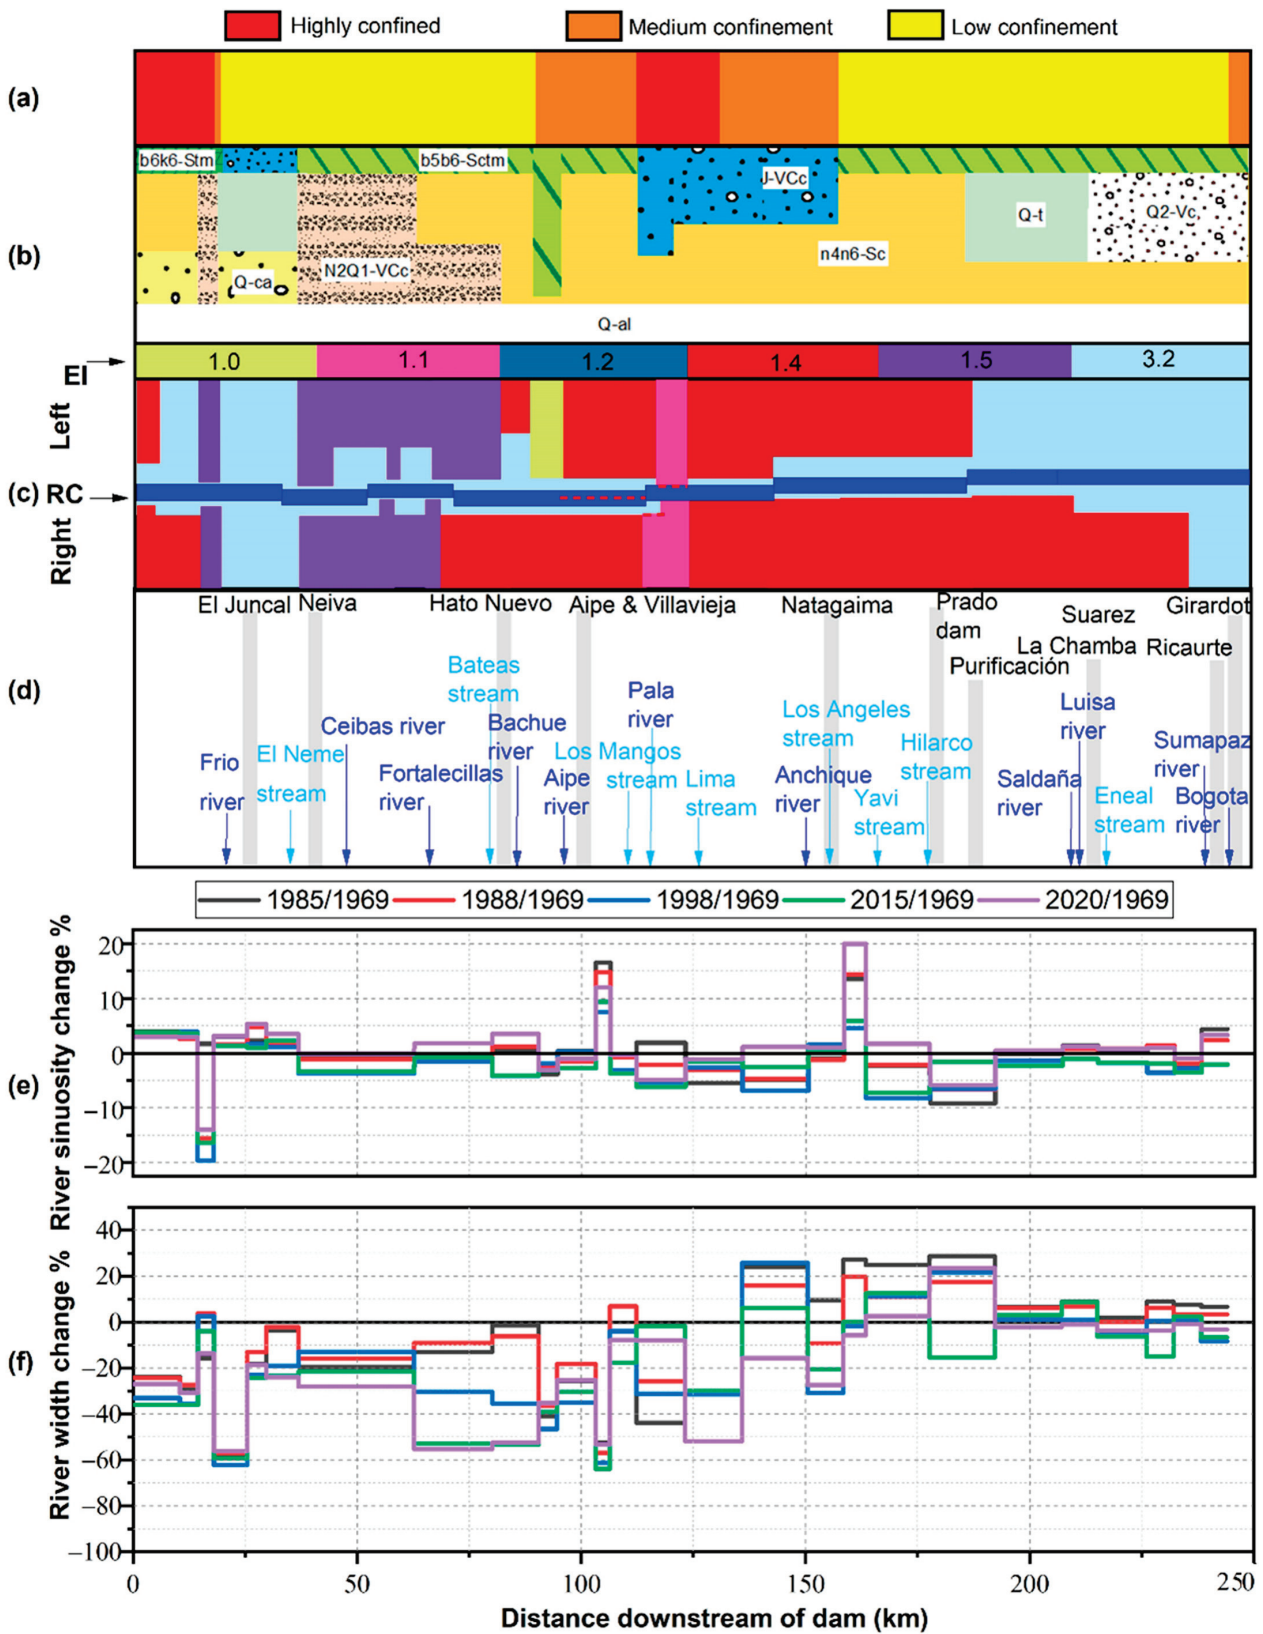 Highly confined
Medium confinement
Low confinement
(a)
b6k6-Stm
b5b6-Sctm
J-VCc
Q-t
Q2-Vc
(b)
n4n6-Sc
Q-ca
N2Q1-VCc
Q-al
EI
1.0
1.1
1.2
1.4
1.5
3.2
Left
(c) RC
Right
El Juncal
Neiva
Hato Nuevo
Aipe & Villavieja
Natagaima
Prado
dam
Suarez
La Chamba
Girardot
Ricaurte
Purificación
(d)
Bateas
stream
Pala
river
Luisa
river
Los Angeles
stream
Ceibas river
Bachue
river
El Neme
stream
Los Mangos
stream
Hilarco
stream
Sumapaz
river
Frio
river
Fortalecillas
river
Aipe
river
Lima
stream
Anchique
river
Yavi
stream
Saldaña
river
Eneal
stream
Bogota
river
1985/1969
1988/1969
1998/1969
2015/1969
2020/1969
(e)
River sinuosity change %
20
10
0
−10
−20
(f)
River width change %
40
20
0
−20
−40
−60
−80
−100
0
50
100
150
200
250
Distance downstream of dam (km)